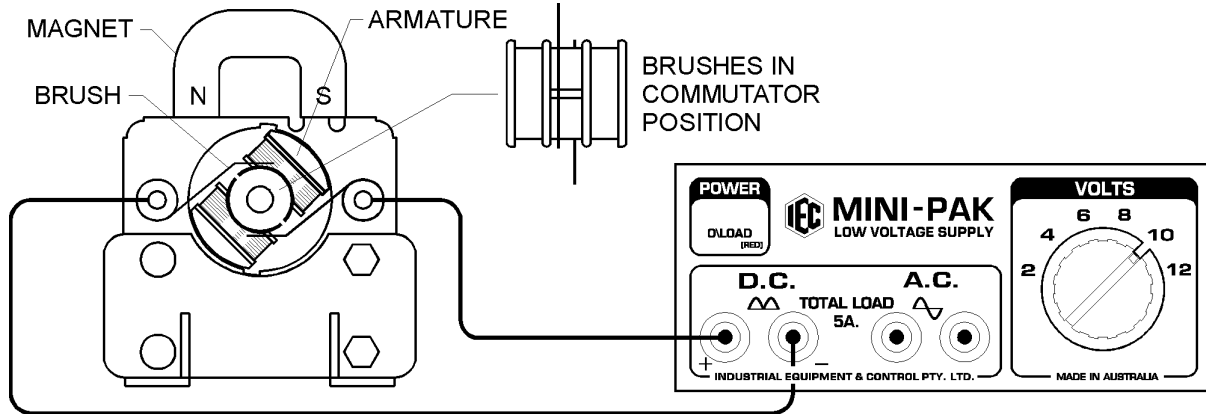 MAGNET
ARMATURE
BRUSH
N
S
BRUSHES IN
COMMUTATOR
POSITION
POWER
O\LOAD
[RED]
IEC
MINI-PAK
LOW VOLTAGE SUPPLY
VOLTS
2
4
6
8
10
12
D.C.
A.C.
TOTAL LOAD
5A.
+
−
INDUSTRIAL EQUIPMENT & CONTROL PTY. LTD.
MADE IN AUSTRALIA